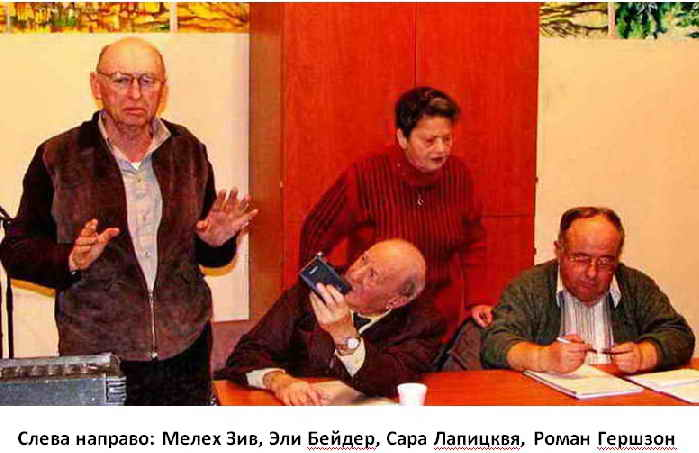 Слева направо: Мелех Зив, Эли Бейдер, Сара Лапицквя, Роман Гершзон